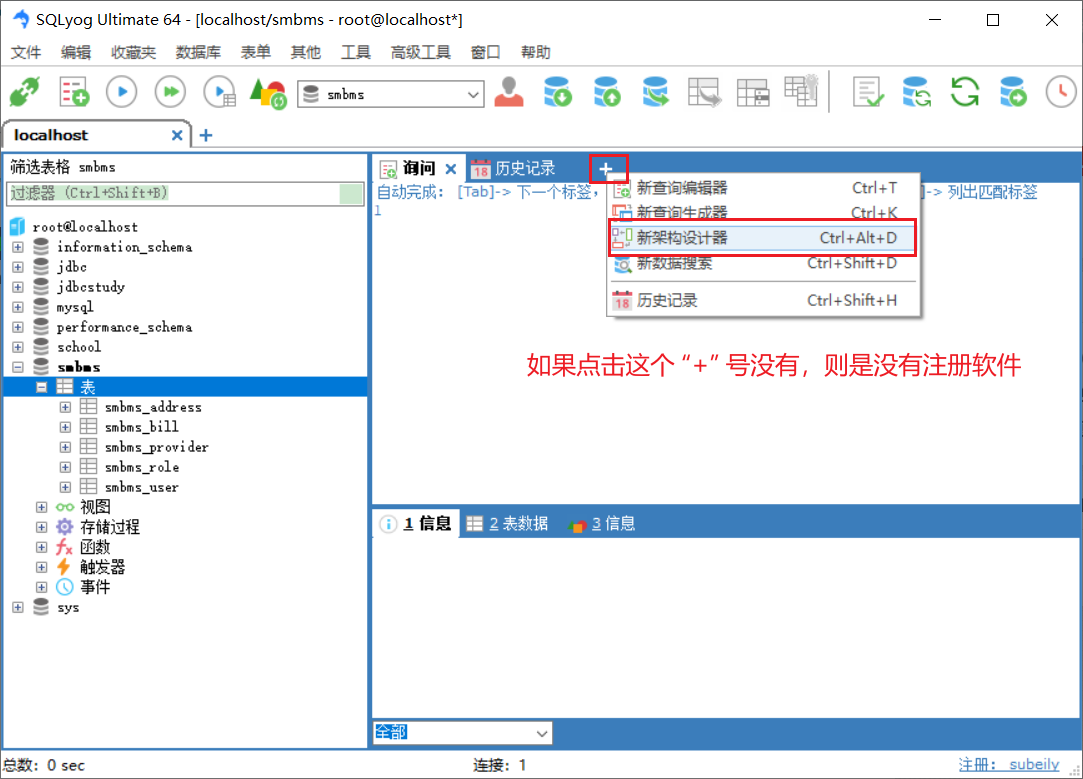 SQLyog Ultimate 64 - [localhost/smbms - root@localhost*]
文件 编辑 收藏夹 数据库 表单 其他 工具 高级工具 窗口 帮助
smbms
localhost
筛选表格 smbms
过滤器 (Ctrl+Shift+B)
root@localhost
information_schema
jdbc
jdbcstudy
mysql
performance_schema
school
smbms
表
smbms_address
smbms_bill
smbms_provider
smbms_role
smbms_user
视图
存储过程
函数
触发器
事件
sys
询问 18 历史记录 +
自动完成: [Tab]-> 下一个标签, ]-> 列出匹配标签
1
新查询编辑器 Ctrl+T
新查询生成器 Ctrl+K
新架构设计器 Ctrl+Alt+D
新数据搜索 Ctrl+Shift+D
18 历史记录 Ctrl+Shift+H
如果点击这个 “+” 号没有，则是没有注册软件
1 信息 2 表数据 3 信息
全部
总数: 0 sec 连接: 1 注册: subeily